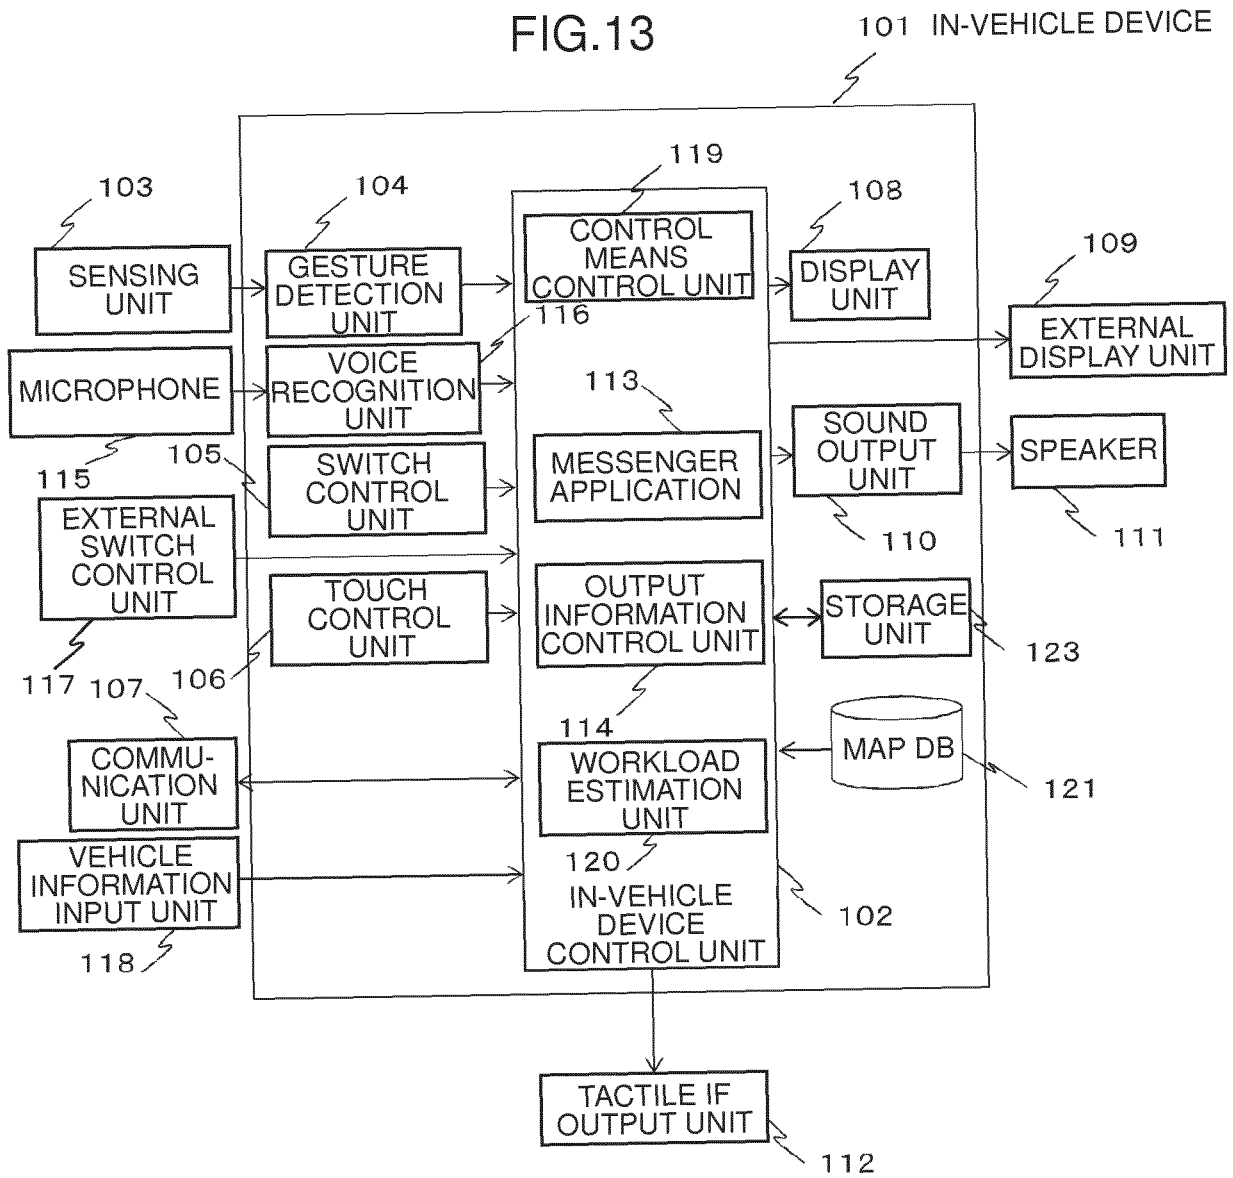 FIG.13
101 IN-VEHICLE DEVICE
119
103
104
108
109
SENSING
UNIT
GESTURE
DETECTION
UNIT
CONTROL
MEANS
CONTROL UNIT
DISPLAY
UNIT
EXTERNAL
DISPLAY UNIT
116
MICROPHONE
115
VOICE
RECOGNITION
UNIT
113
MESSENGER
APPLICATION
SOUND
OUTPUT
UNIT
110
SPEAKER
111
105
SWITCH
CONTROL
UNIT
EXTERNAL
SWITCH
CONTROL
UNIT
117
TOUCH
CONTROL
UNIT
106
OUTPUT
INFORMATION
CONTROL UNIT
114
STORAGE
UNIT
123
107
COMMU-
NICATION
UNIT
WORKLOAD
ESTIMATION
UNIT
120
MAP DB
121
VEHICLE
INFORMATION
INPUT UNIT
118
IN-VEHICLE
DEVICE
CONTROL UNIT
102
TACTILE IF
OUTPUT UNIT
112